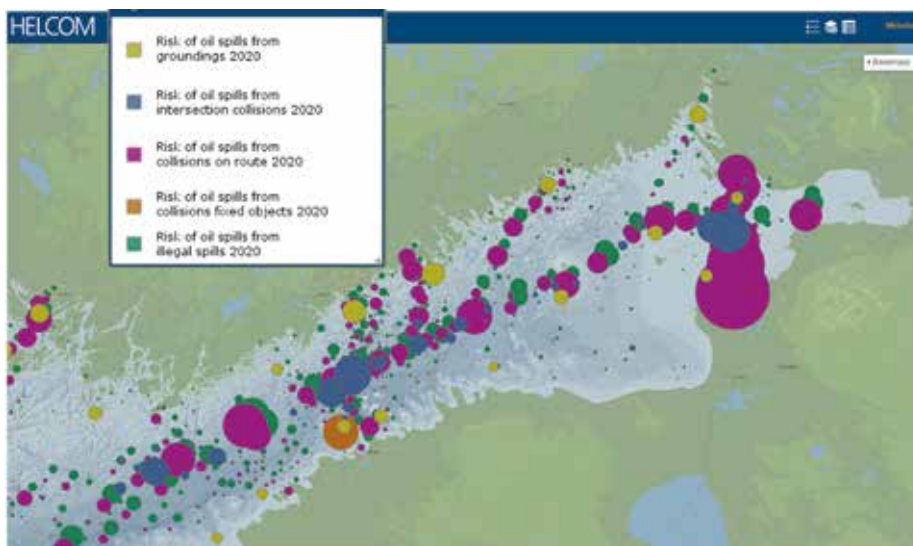 HELCOM
Risk of oil spills from
groundings 2020
Risk of oil spills from
intersection collisions 2020
Risk of oil spills from
collisions on route 2020
Risk of oil spills from
collisions fixed objects 2020
Risk of oil spills from
illegal spills 2020